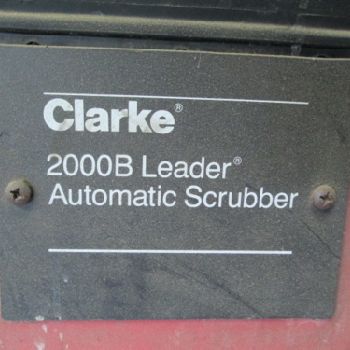 Clarke®
2000B Leader®
Automatic Scrubber